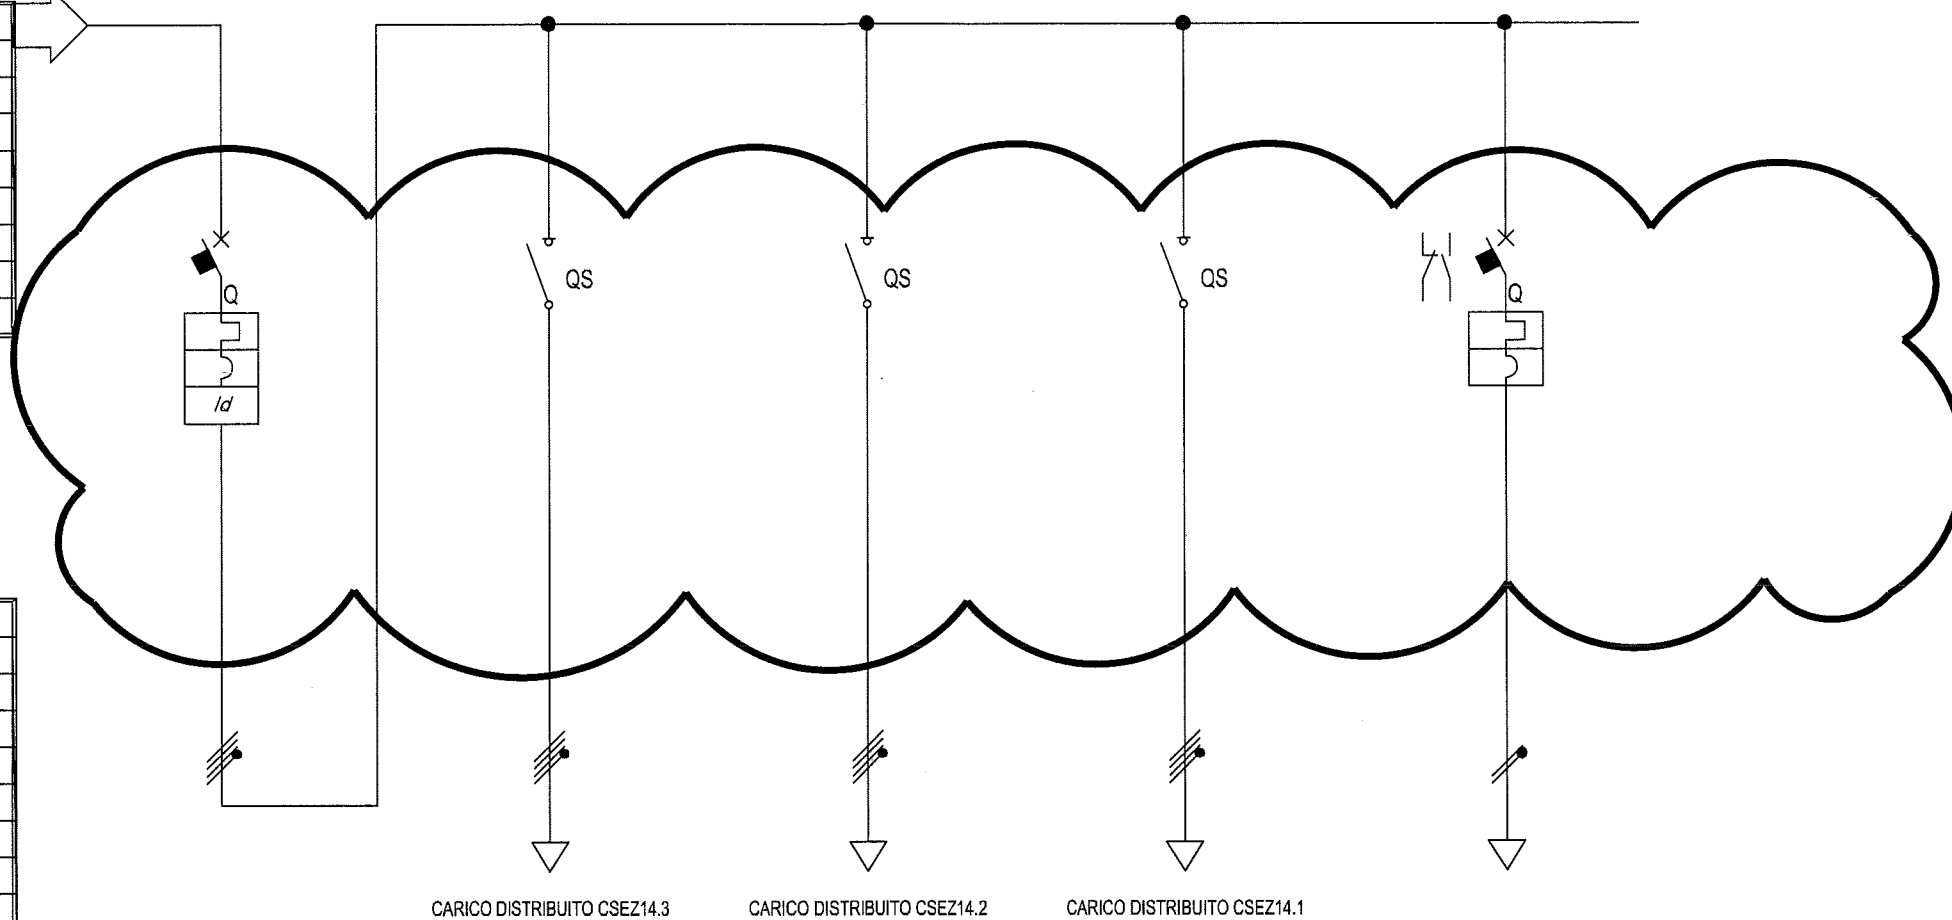 QS
QS
QS
Q
Q
Id
CARICO DISTRIBUITO CSEZ14.3
CARICO DISTRIBUITO CSEZ14.2
CARICO DISTRIBUITO CSEZ14.1